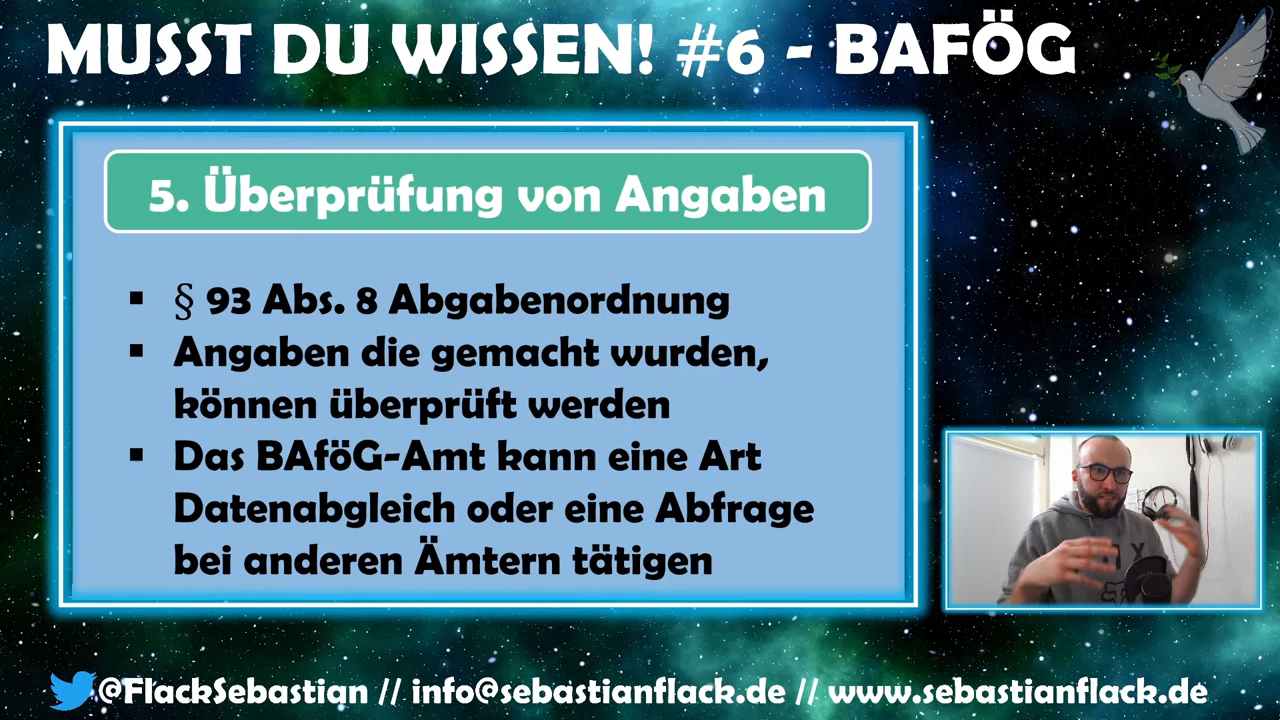 MUSST DU WISSEN! #6 - BAFÖG
5. Überprüfung von Angaben
▪ § 93 Abs. 8 Abgabenordnung
▪ Angaben die gemacht wurden,
können überprüft werden
▪ Das BAföG-Amt kann eine Art
Datenabgleich oder eine Abfrage
bei anderen Ämtern tätigen
@FlackSebastian // info@sebastianflack.de // www.sebastianflack.de